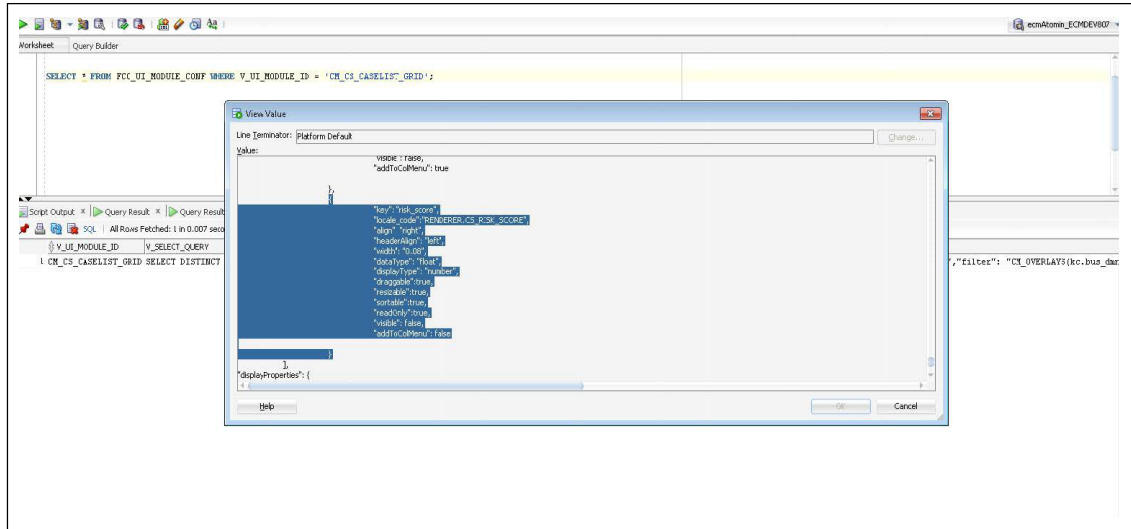 ecmAtomin_ECMDEV807
Worksheet Query Builder
SELECT * FROM FCC_UI_MODULE_CONF WHERE V_UI_MODULE_ID = 'CM_CS_CASELIST_GRID';
View Value
Line Terminator: Platform Default
Change...
Value:
"visible": false,
"addToColMenu": true
},
{
"key": "risk_score",
"locale_code":"RENDERER.CS_RISK_SCORE",
"align" "right",
"headerAlign": "left",
"width": "0.08",
"dataType": "float",
"displayType": "number",
"draggable":true,
"resizable":true,
"sortable":true,
"readOnly":true,
"visible": false,
"addToColMenu": false
}
],
"displayProperties": {
Help
OK
Cancel
Script Output × Query Result × Query Result
SQL All Rows Fetched: 1 in 0.007 seco
V_UI_MODULE_ID V_SELECT_QUERY
1 CM_CS_CASELIST_GRID SELECT DISTINCT
","filter": "CM_OVERLAYS(kc.bus_dmn